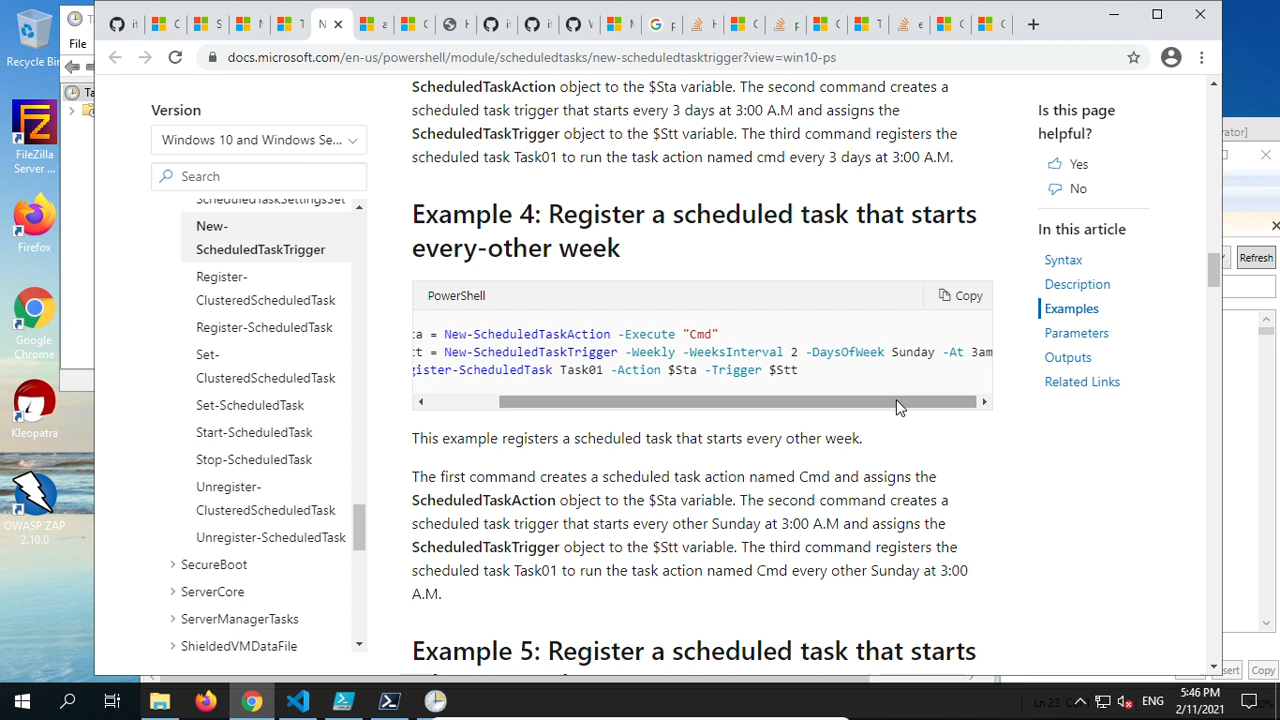 docs.microsoft.com/en-us/powershell/module/scheduledtasks/new-scheduledtasktrigger?view=win10-ps
Recycle Bin
File
FileZilla
Server ...
Firefox
Google
Chrome
Kleopatra
OWASP ZAP
2.10.0
Version
Windows 10 and Windows Se...
Search
ScheduledTaskSettingsSet
New-
ScheduledTaskTrigger
Register-
ClusteredScheduledTask
Register-ScheduledTask
Set-
ClusteredScheduledTask
Set-ScheduledTask
Start-ScheduledTask
Stop-ScheduledTask
Unregister-
ClusteredScheduledTask
Unregister-ScheduledTask
SecureBoot
ServerCore
ServerManagerTasks
ShieldedVMDataFile
ScheduledTaskAction object to the $Sta variable. The second command creates a
scheduled task trigger that starts every 3 days at 3:00 A.M and assigns the
ScheduledTaskTrigger object to the $Stt variable. The third command registers the
scheduled task Task01 to run the task action named cmd every 3 days at 3:00 A.M.
Example 4: Register a scheduled task that starts
every-other week
PowerShell
Copy
ta = New-ScheduledTaskAction -Execute "Cmd"
tt = New-ScheduledTaskTrigger -Weekly -WeeksInterval 2 -DaysOfWeek Sunday -At 3am
gister-ScheduledTask Task01 -Action $Sta -Trigger $Stt
This example registers a scheduled task that starts every other week.
The first command creates a scheduled task action named Cmd and assigns the
ScheduledTaskAction object to the $Sta variable. The second command creates a
scheduled task trigger that starts every other Sunday at 3:00 A.M and assigns the
ScheduledTaskTrigger object to the $Stt variable. The third command registers the
scheduled task Task01 to run the task action named Cmd every other Sunday at 3:00
A.M.
Example 5: Register a scheduled task that starts
Is this page
helpful?
Yes
No
In this article
Syntax
Description
Examples
Parameters
Outputs
Related Links
Refresh
Copy
ENG
5:46 PM
2/11/2021
Ln 23